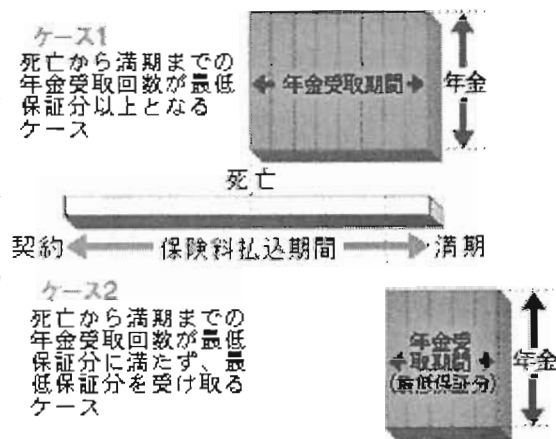 ケース1
死亡から満期までの
年金受取回数が最低
保証分以上となる
ケース
年金受取期間
年金
死亡
契約
保険料払込期間
満期
ケース2
死亡から満期までの
年金受取回数が最低
保証分に満たず、最
低保証分を受け取る
ケース
年金受
取期間
(最低保証分)
年金